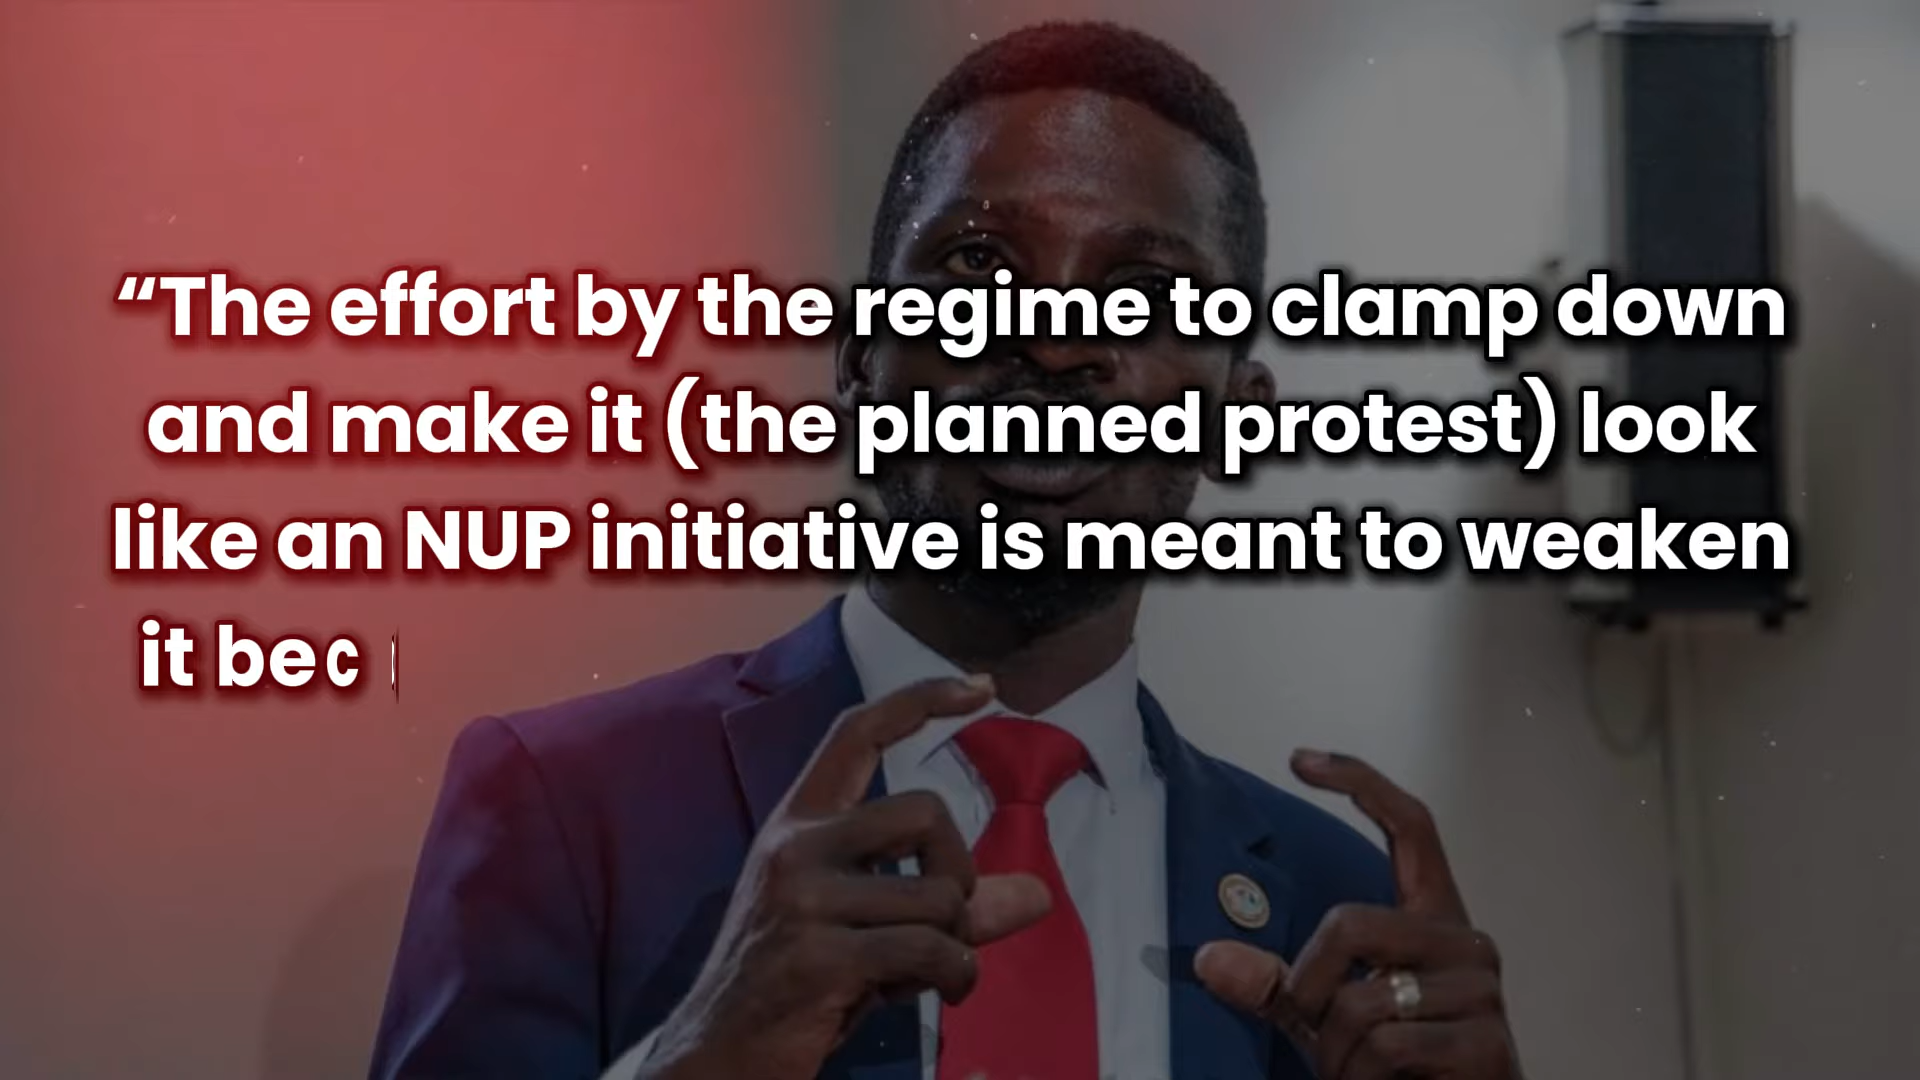 “The effort by the regime to clamp down
and make it (the planned protest) look
like an NUP initiative is meant to weaken
it bec